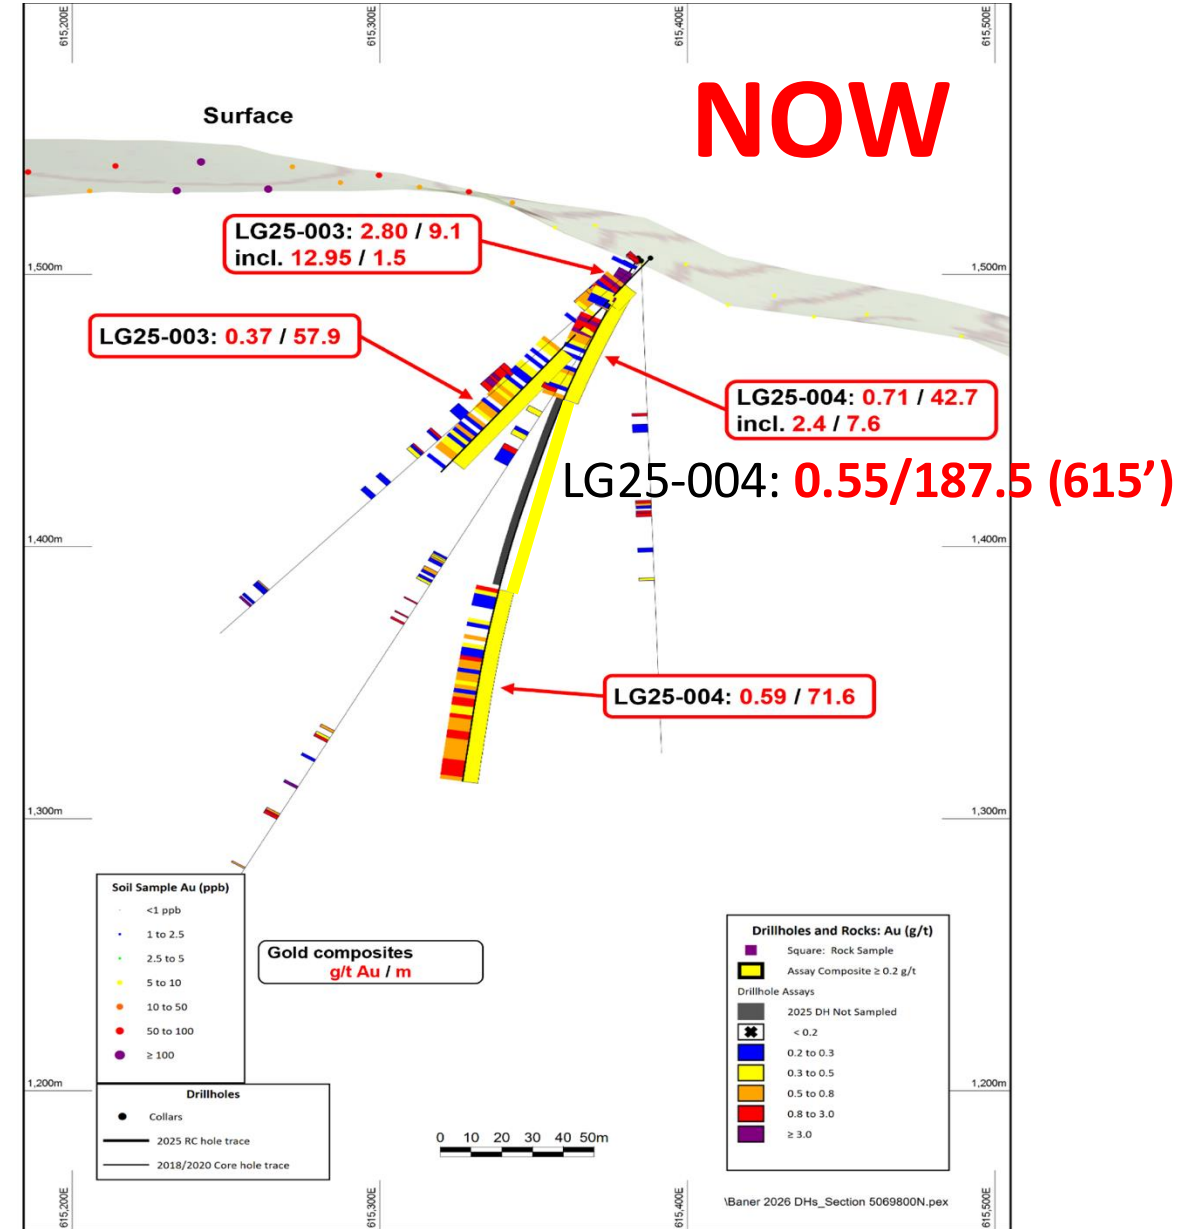 615,200
615,300
615,400
615,500
NOW
Surface
LG25-003: 2.80 / 9.1
incl. 12.95 / 1.5
1,500m
1,500m
LG25-003: 0.37 / 57.9
LG25-004: 0.71 / 42.7
incl. 2.4 / 7.6
LG25-004: 0.55/187.5 (615’)
1,400m
1,400m
LG25-004: 0.59 / 71.6
1,300m
1,300m
Soil Sample Au (ppb)
<1 ppb
1 to 2.5
2.5 to 5
5 to 10
10 to 50
50 to 100
≥ 100
Gold composites
g/t Au / m
Drillholes and Rocks: Au (g/t)
Square: Rock Sample
Assay Composite ≥ 0.2 g/t
Drillhole Assays
2025 DH Not Sampled
< 0.2
0.2 to 0.3
0.3 to 0.5
0.5 to 0.8
0.8 to 3.0
≥ 3.0
1,200m
1,200m
Drillholes
Collars
2025 RC hole trace
2018/2020 Core hole trace
0 10 20 30 40 50m
\Baner 2026 DHs_Section 5069800N.pex
615,200
615,300
615,400
615,500